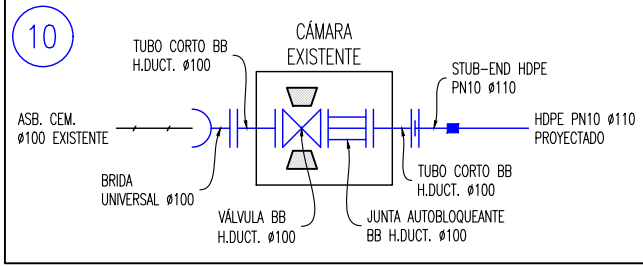 10
TUBO CORTO BB
H.DUCT. ø100
CÁMARA
EXISTENTE
STUB-END HDPE
PN10 ø110
ASB. CEM.
ø100 EXISTENTE
HDPE PN10 ø110
PROYECTADO
BRIDA
UNIVERSAL ø100
TUBO CORTO BB
H.DUCT. ø100
VÁLVULA BB
H.DUCT. ø100
JUNTA AUTOBLOQUEANTE
BB H.DUCT. ø100